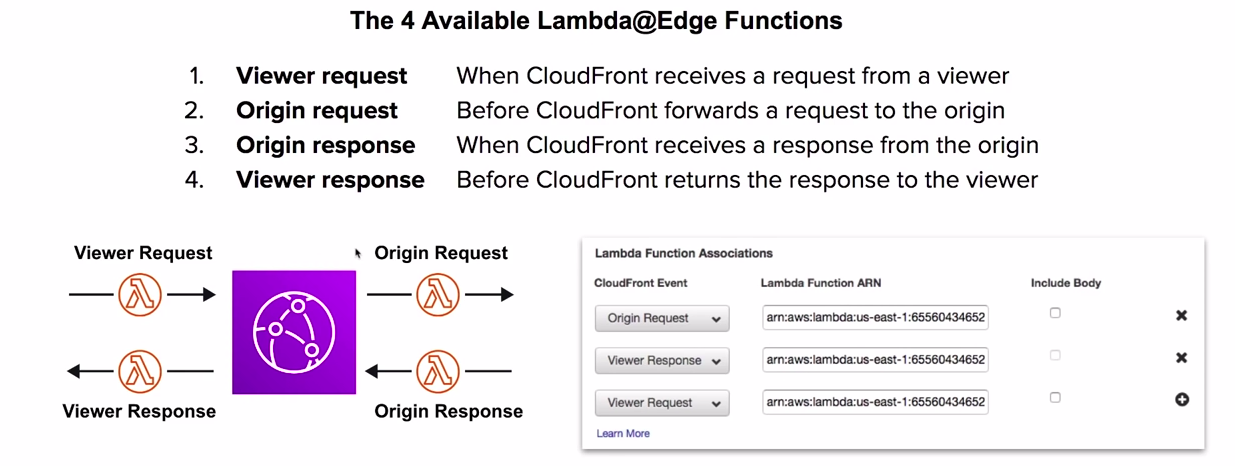 The 4 Available Lambda@Edge Functions
1. Viewer request When CloudFront receives a request from a viewer
2. Origin request Before CloudFront forwards a request to the origin
3. Origin response When CloudFront receives a response from the origin
4. Viewer response Before CloudFront returns the response to the viewer
Viewer Request
Origin Request
Viewer Response
Origin Response
Lambda Function Associations
CloudFront Event Lambda Function ARN Include Body
Origin Request arn:aws:lambda:us-east-1:65560434652
Viewer Response arn:aws:lambda:us-east-1:65560434652
Viewer Request arn:aws:lambda:us-east-1:65560434652
Learn More